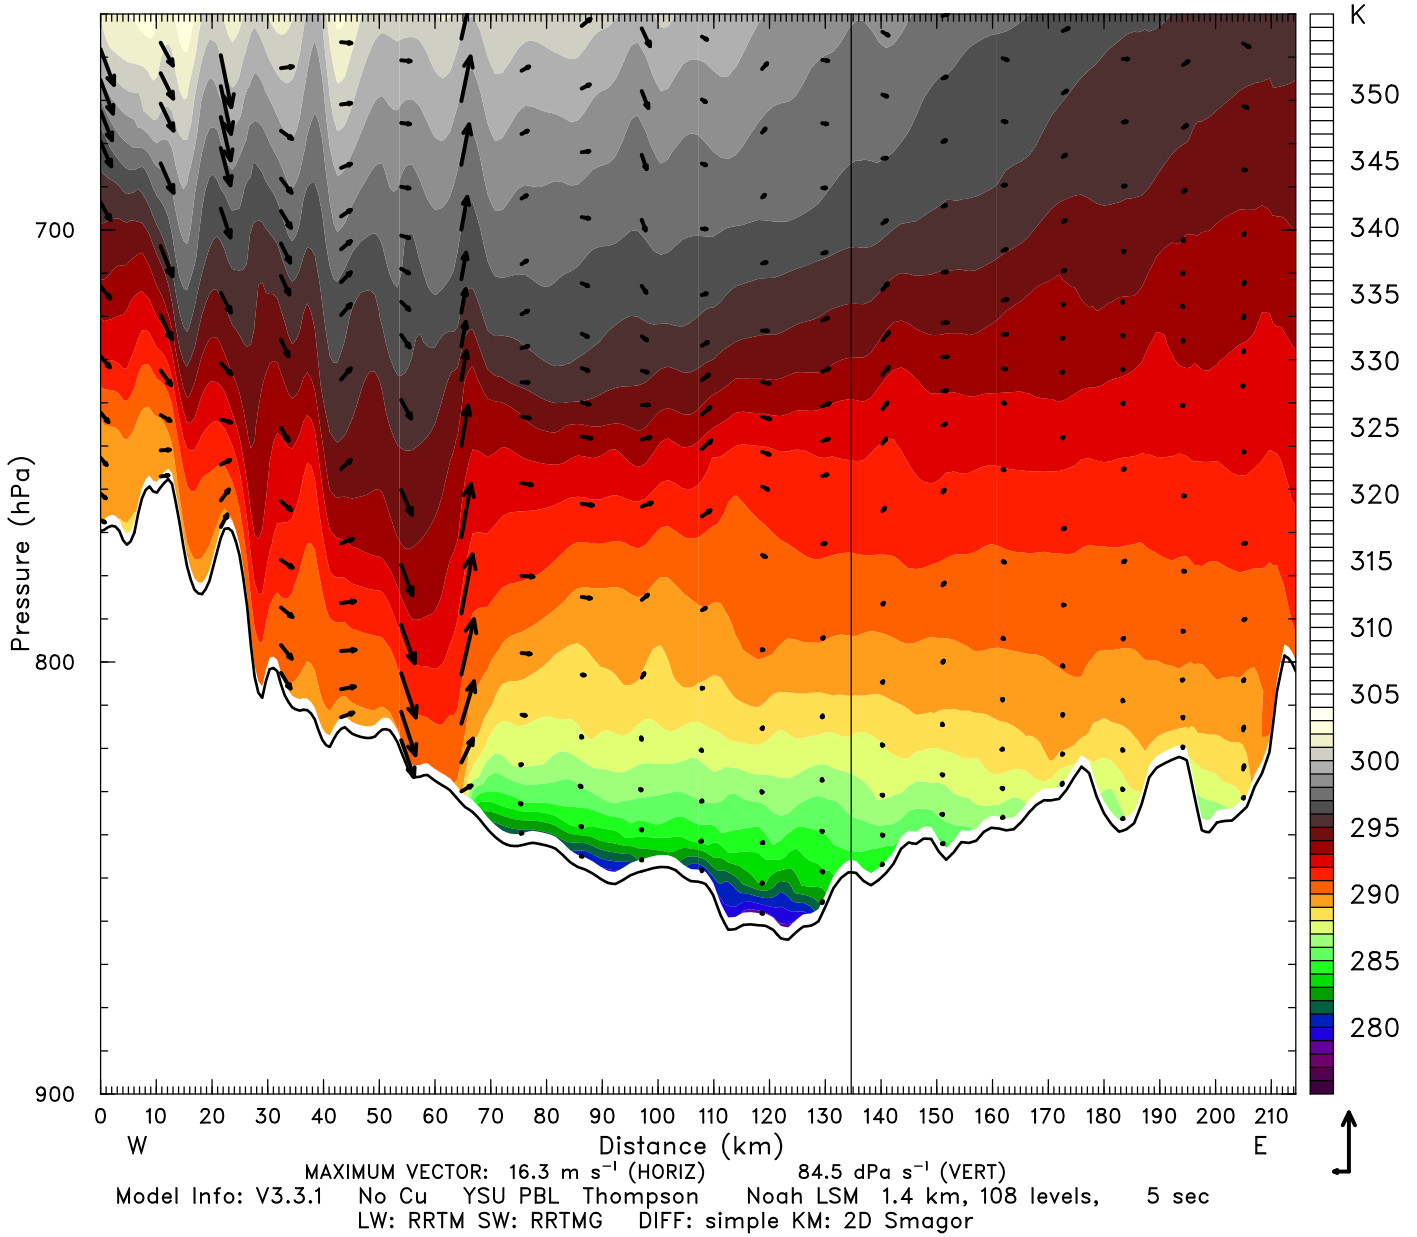 K
350
345
340
335
330
325
320
315
310
305
300
295
290
285
280
Pressure (hPa)
700
800
900
0 10 20 30 40 50 60 70 80 90 100 110 120 130 140 150 160 170 180 190 200 210
W Distance (km) E
MAXIMUM VECTOR: 16.3 m s⁻¹ (HORIZ) 84.5 dPa s⁻¹ (VERT)
Model Info: V3.3.1 No Cu YSU PBL Thompson Noah LSM 1.4 km, 108 levels, 5 sec
LW: RRTM SW: RRTMG DIFF: simple KM: 2D Smagor